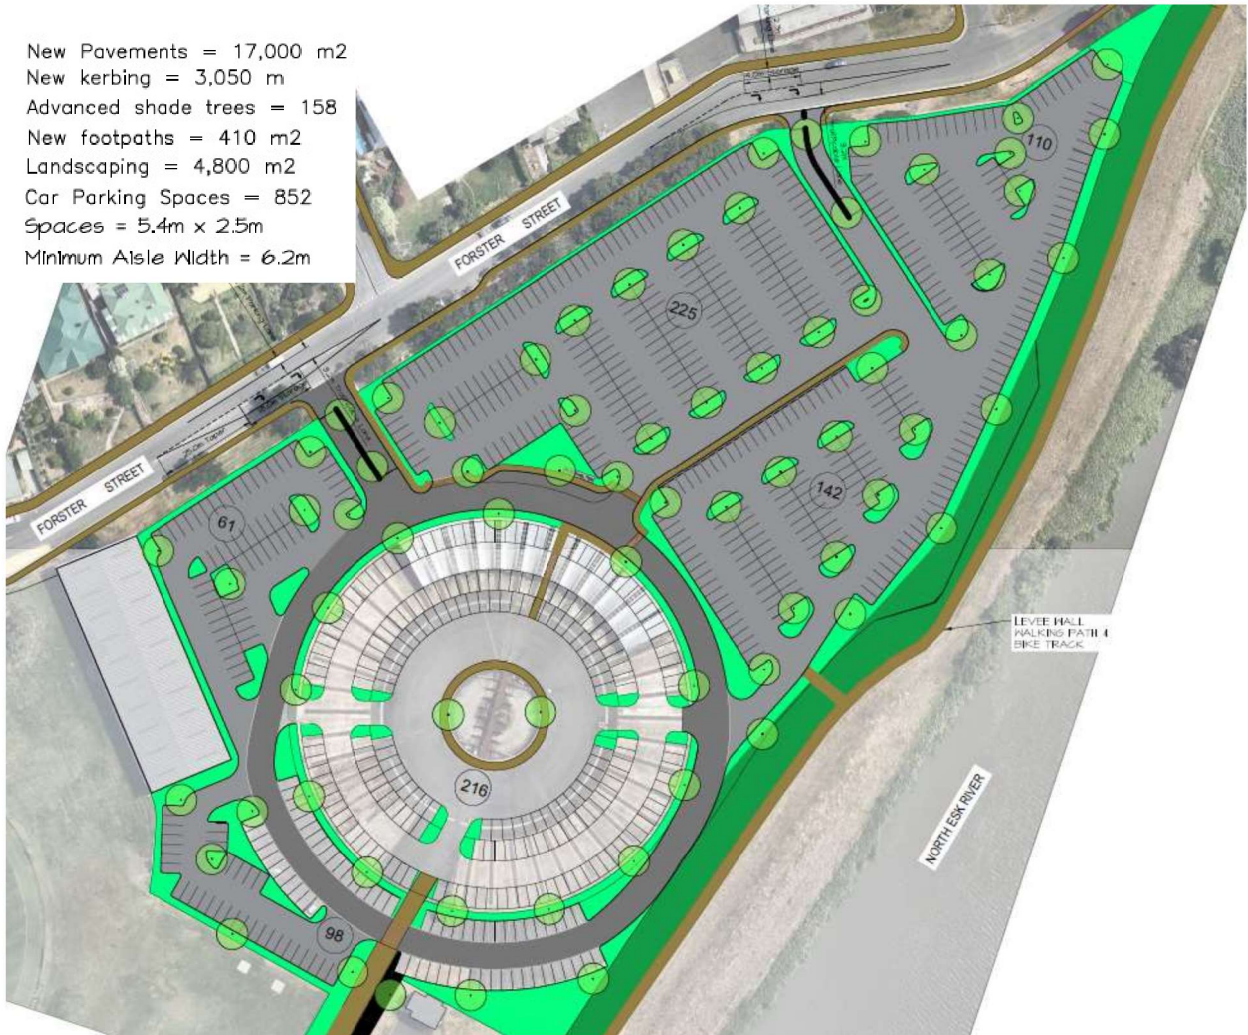 New Pavements = 17,000 m2
New kerbing = 3,050 m
Advanced shade trees = 158
New footpaths = 410 m2
Landscaping = 4,800 m2
Car Parking Spaces = 852
Spaces = 5.4m x 2.5m
Minimum Aisle Width = 6.2m
110
FORSTER STREET
225
FORSTER STREET
61
142
LEVEE WALL
WALKING PATH &
BIKE TRACK
216
NORTH ESK RIVER
98